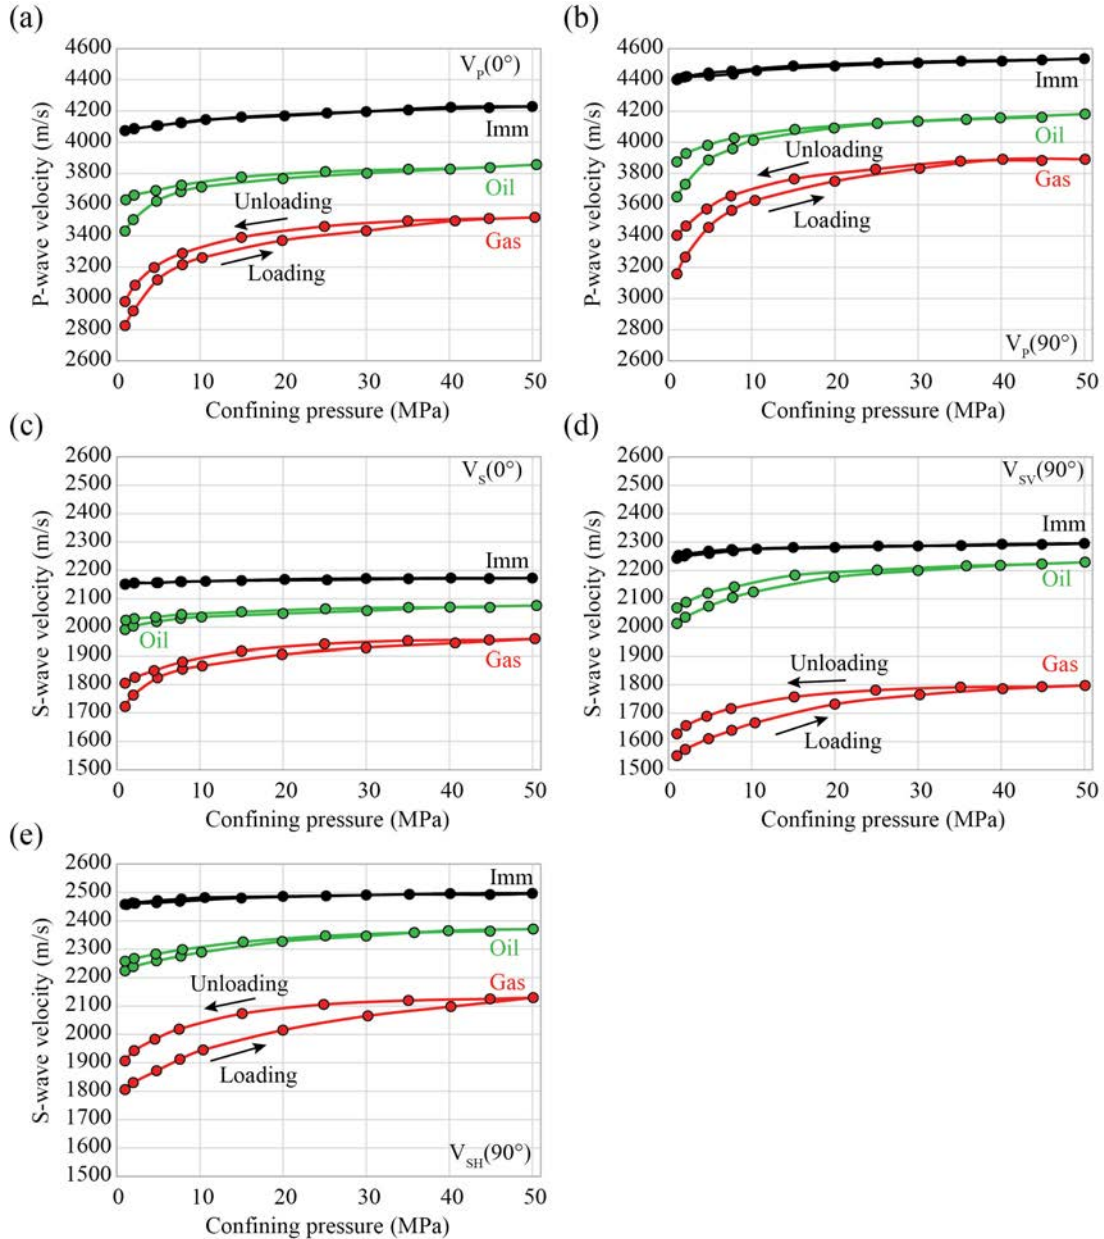 (a)
4600
4400
4200
4000
3800
3600
3400
3200
3000
2800
2600
P-wave velocity (m/s)
V_P(0°)
Imm
Oil
Unloading
Gas
Loading
0 10 20 30 40 50
Confining pressure (MPa)
(b)
4600
4400
4200
4000
3800
3600
3400
3200
3000
2800
2600
P-wave velocity (m/s)
Imm
Oil
Unloading
Gas
Loading
V_P(90°)
0 10 20 30 40 50
Confining pressure (MPa)
(c)
2600
2500
2400
2300
2200
2100
2000
1900
1800
1700
1600
1500
S-wave velocity (m/s)
V_S(0°)
Imm
Oil
Gas
0 10 20 30 40 50
Confining pressure (MPa)
(d)
2600
2500
2400
2300
2200
2100
2000
1900
1800
1700
1600
1500
S-wave velocity (m/s)
V_SV(90°)
Imm
Oil
Unloading
Gas
Loading
0 10 20 30 40 50
Confining pressure (MPa)
(e)
2600
2500
2400
2300
2200
2100
2000
1900
1800
1700
1600
1500
S-wave velocity (m/s)
Imm
Oil
Unloading
Gas
Loading
V_SH(90°)
0 10 20 30 40 50
Confining pressure (MPa)